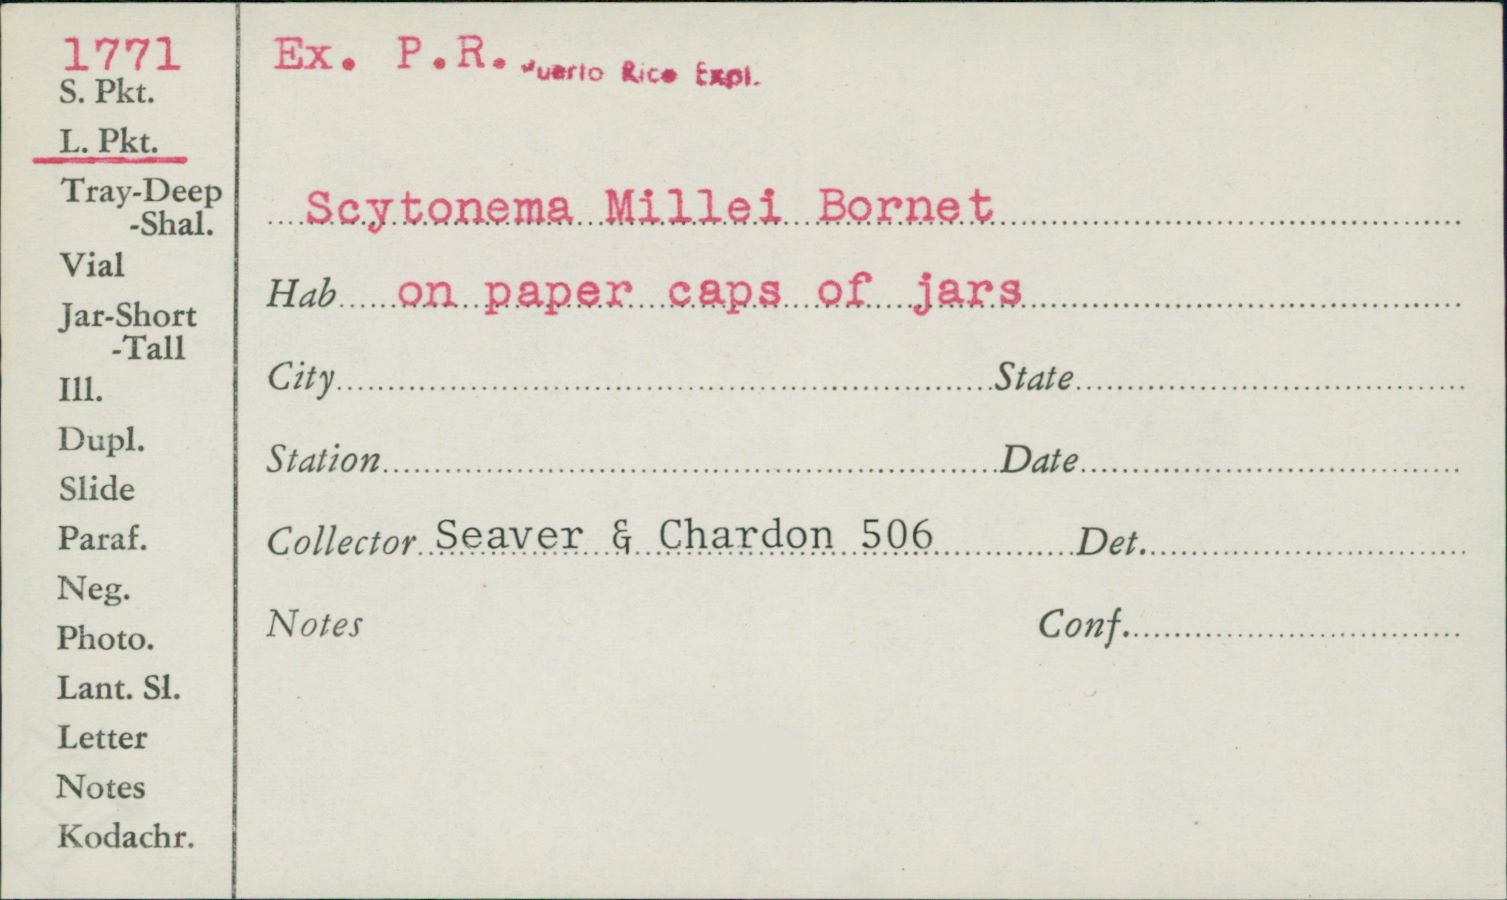 1771
S. Pkt.
L. Pkt.
Tray-Deep
-Shal.
Vial
Jar-Short
-Tall
Ill.
Dupl.
Slide
Paraf.
Neg.
Photo.
Lant. Sl.
Letter
Notes
Kodachr.
Ex. P.R. Puerto Rico Expl.
Scytonema Millei Bornet
Hab on paper caps of jars
City State
Station Date
Collector Seaver & Chardon 506 Det.
Notes Conf.